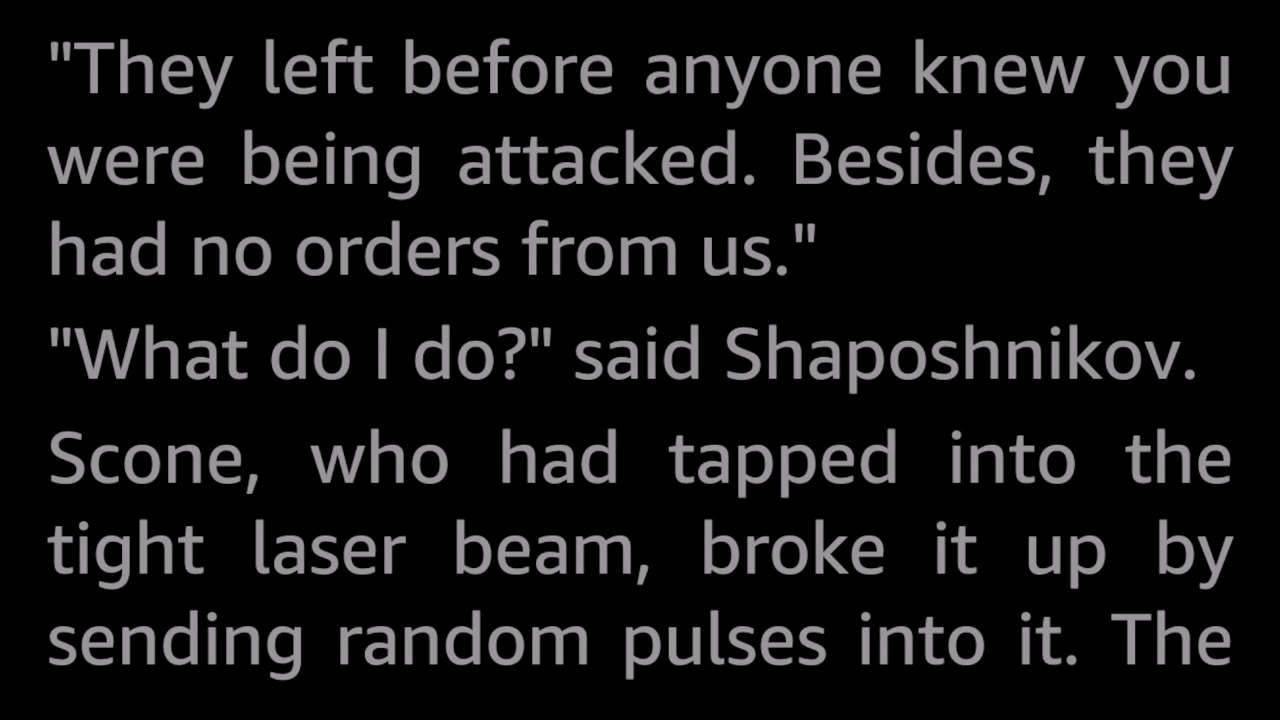 "They left before anyone knew you
were being attacked. Besides, they
had no orders from us."
"What do I do?" said Shaposhnikov.
Scone, who had tapped into the
tight laser beam, broke it up by
sending random pulses into it. The